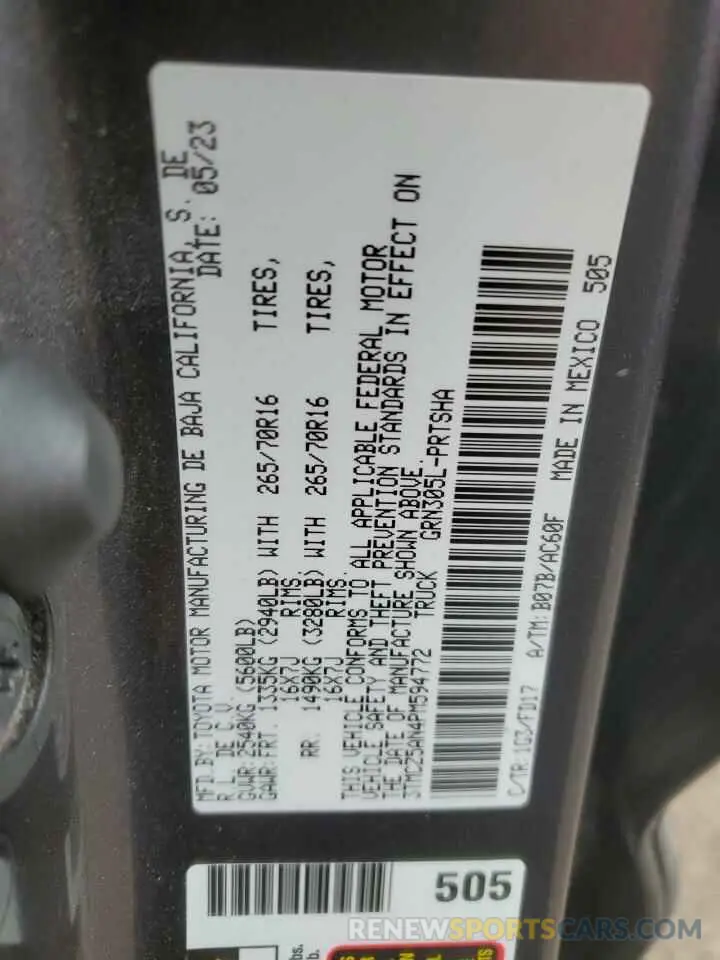 MFD.BY: TOYOTA MOTOR MANUFACTURING DE BAJA CALIFORNIA, S. DE
R.L. DE C.V. DATE: 05/23
GVWR: 2540KG (5600LB)
GAWR: FRT. 1335KG (2940LB) WITH 265/70R16 TIRES,
16X7J RIMS
RR. 1490KG (3280LB) WITH 265/70R16 TIRES,
16X7J RIMS.
THIS VEHICLE CONFORMS TO ALL APPLICABLE FEDERAL MOTOR
VEHICLE SAFETY AND THEFT PREVENTION STANDARDS IN EFFECT ON
THE DATE OF MANUFACTURE SHOWN ABOVE.
3TMCZ5AN4PM594772 TRUCK GRN305L-PRTSHA
C/TR: 1G3/FD17 A/TM: B07B/AC60F MADE IN MEXICO 505
505
bs.
b.
RENEWSPORTSCARS.COM